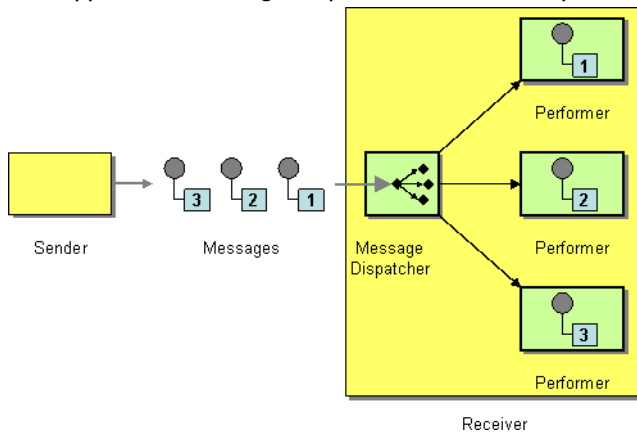 1
Performer
3
2
1
2
Sender
Messages
Message
Dispatcher
Performer
3
Performer
Receiver